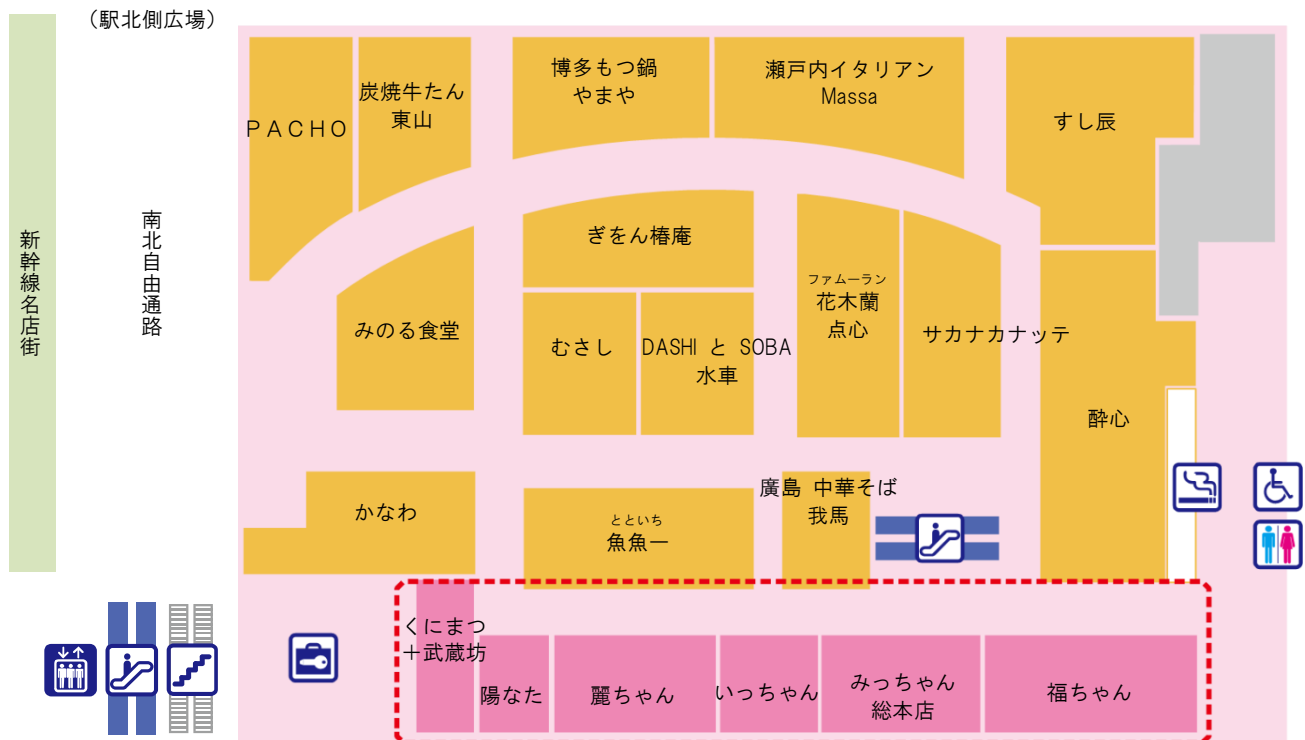 （駅北側広場）
新幹線名店街
南北自由通路
ＰＡＣＨＯ
炭焼牛たん
東山
博多もつ鍋
やまや
瀬戸内イタリアン
Massa
すし辰
みのる食堂
ぎをん椿庵
むさし
DASHI と SOBA
水車
ファムーラン
花木蘭
点心
サカナカナッテ
酔心
かなわ
とといち
魚魚一
廣島 中華そば
我馬
くにまつ
＋武蔵坊
陽なた
麗ちゃん
いっちゃん
みっちゃん
総本店
福ちゃん